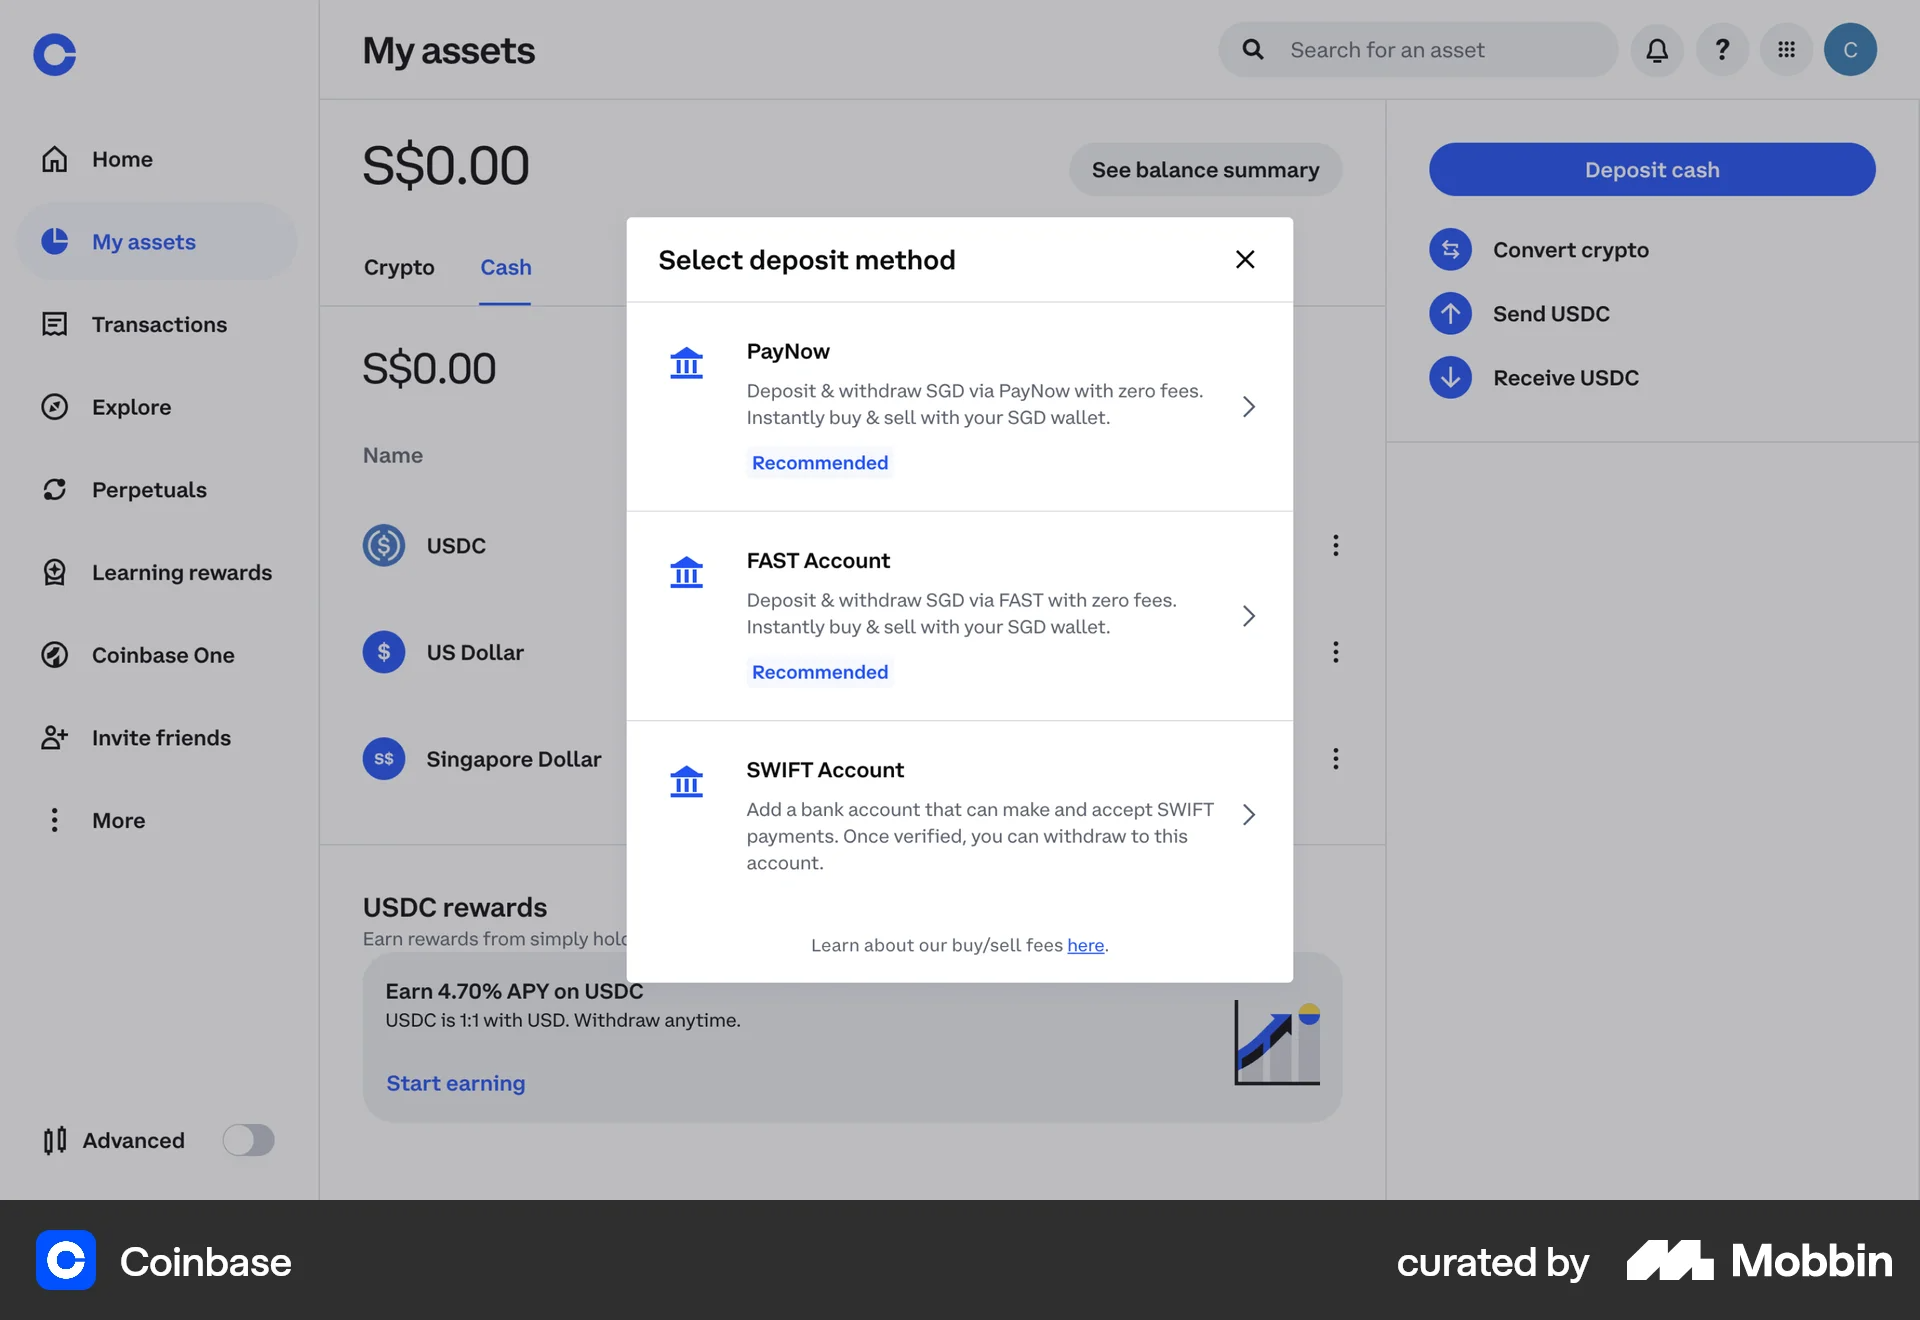 My assets
Search for an asset
C
Home
My assets
Transactions
Explore
Perpetuals
Learning rewards
Coinbase One
Invite friends
More
Advanced
S$0.00
See balance summary
Crypto
Cash
S$0.00
Name
USDC
US Dollar
S$
Singapore Dollar
USDC rewards
Earn rewards from simply hol
Earn 4.70% APY on USDC
USDC is 1:1 with USD. Withdraw anytime.
Start earning
Select deposit method
PayNow
Deposit & withdraw SGD via PayNow with zero fees.
Instantly buy & sell with your SGD wallet.
Recommended
FAST Account
Deposit & withdraw SGD via FAST with zero fees.
Instantly buy & sell with your SGD wallet.
Recommended
SWIFT Account
Add a bank account that can make and accept SWIFT
payments. Once verified, you can withdraw to this
account.
Learn about our buy/sell fees here.
Deposit cash
Convert crypto
Send USDC
Receive USDC
Coinbase
curated by
Mobbin